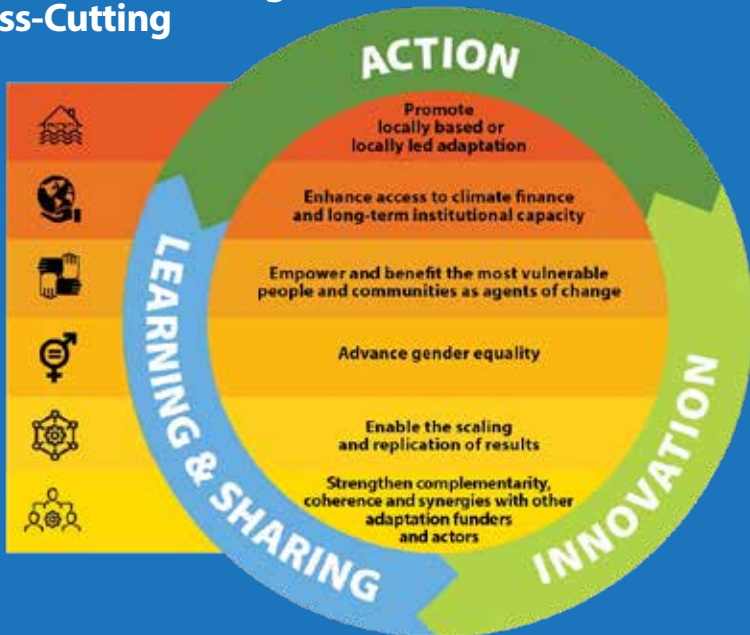 ss-Cutting
ACTION
Promote
locally based or
locally led adaptation
Enhance access to climate finance
and long-term institutional capacity
Empower and benefit the most vulnerable
people and communities as agents of change
Advance gender equality
Enable the scaling
and replication of results
Strengthen complementarity,
coherence and synergies with other
adaptation funders
and actors
LEARNING & SHARING
INNOVATION